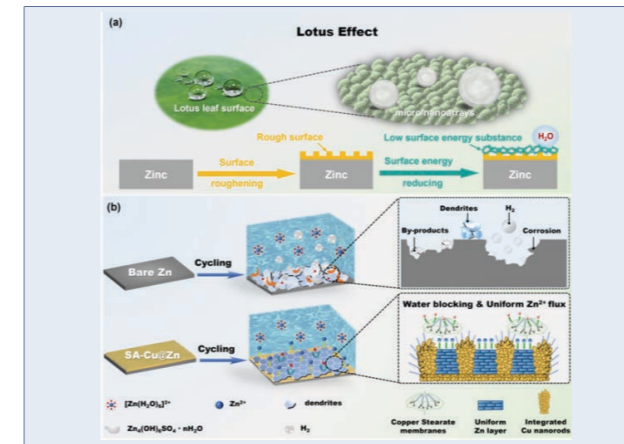 (a)
Lotus Effect
Lotus leaf surface
micro/nanoarrays
Rough surface
Low surface energy substance
H₂O
Zinc
Surface
roughening
Zinc
Surface energy
reducing
Zinc
(b)
Dendrites
H₂
By-products
Corrosion
Bare Zn
Cycling
Water blocking & Uniform Zn²⁺ flux
SA-Cu@Zn
Cycling
[Zn(H₂O)₆]²⁺
Zn²⁺
dendrites
Zn₄(OH)₆SO₄ · nH₂O
H₂
Copper Stearate
membranes
Uniform
Zn layer
Integrated
Cu nanorods